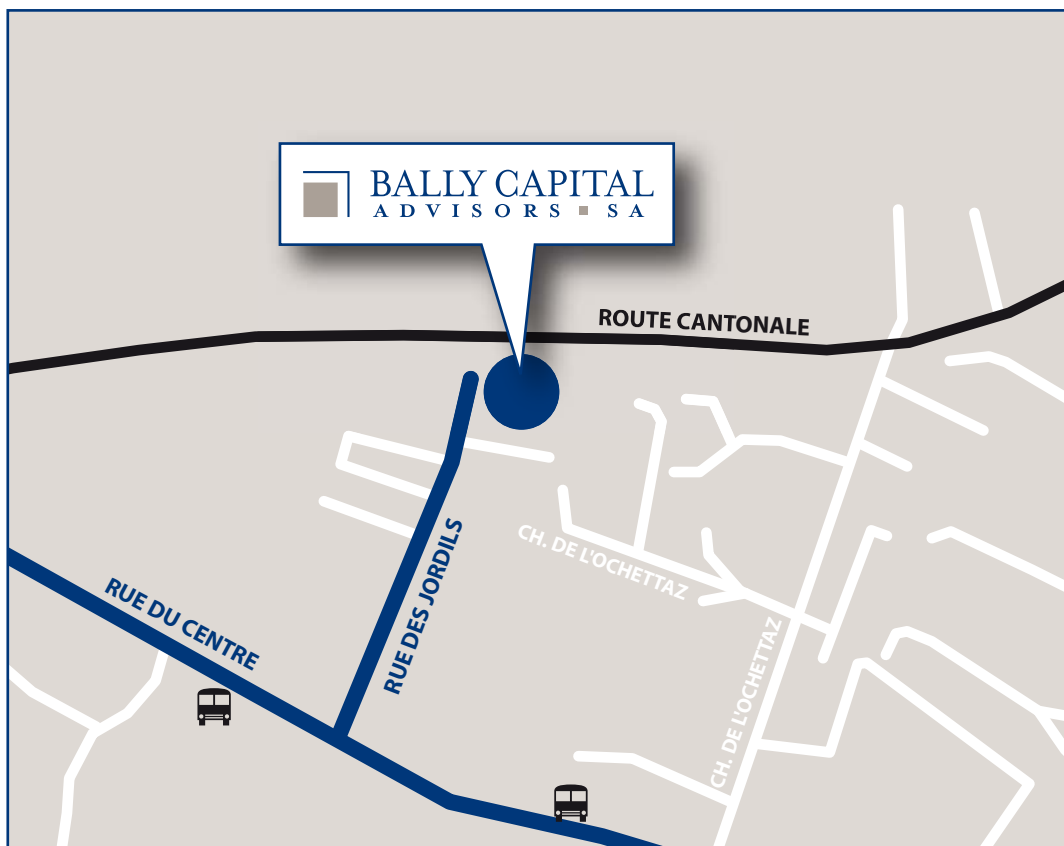 BALLY CAPITAL
ADVISORS ▪ SA
ROUTE CANTONALE
CH. DE L'OCHETTAZ
RUE DES JORDILS
RUE DU CENTRE
CH. DE L'OCHETTAZ